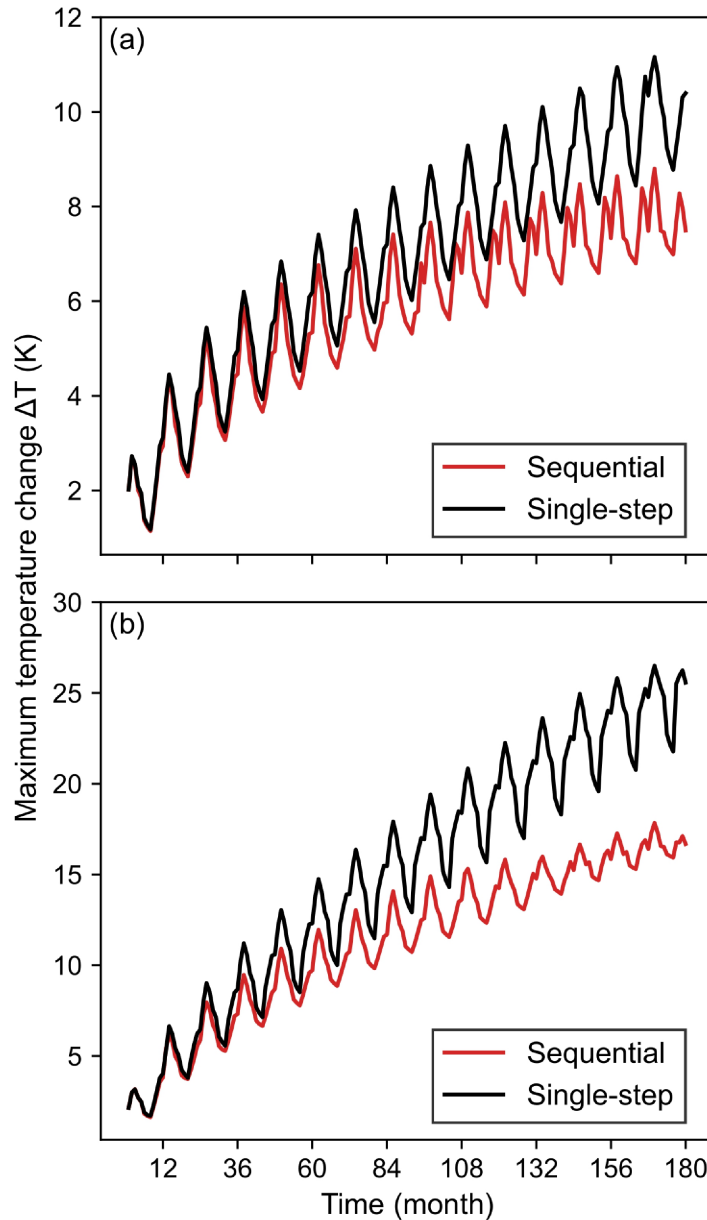 Maximum temperature change ΔT (K)
(a)
12
10
8
6
4
2
Sequential
Single-step
(b)
30
25
20
15
10
5
Sequential
Single-step
12 36 60 84 108 132 156 180
Time (month)